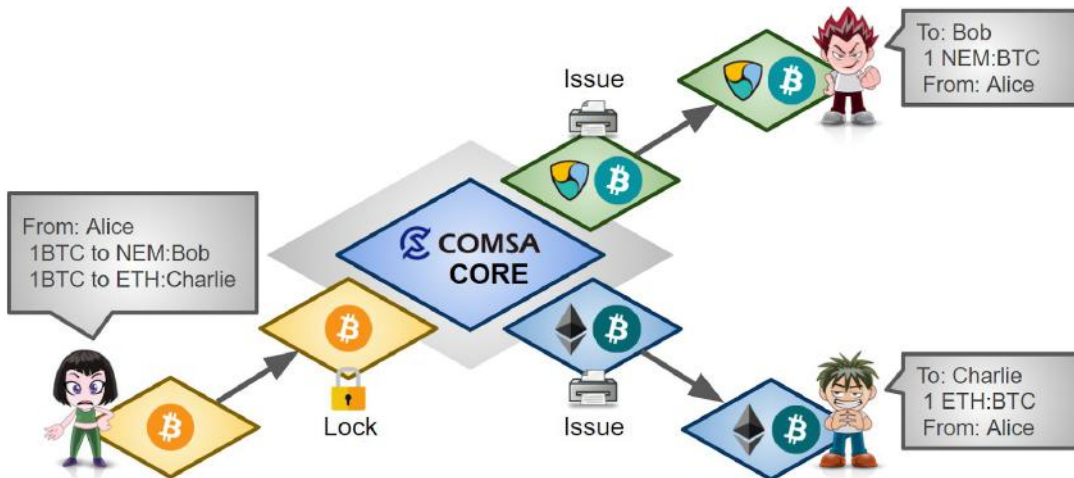 To: Bob
1 NEM:BTC
From: Alice
Issue
COMSA
CORE
From: Alice
1BTC to NEM:Bob
1BTC to ETH:Charlie
Lock
Issue
To: Charlie
1 ETH:BTC
From: Alice